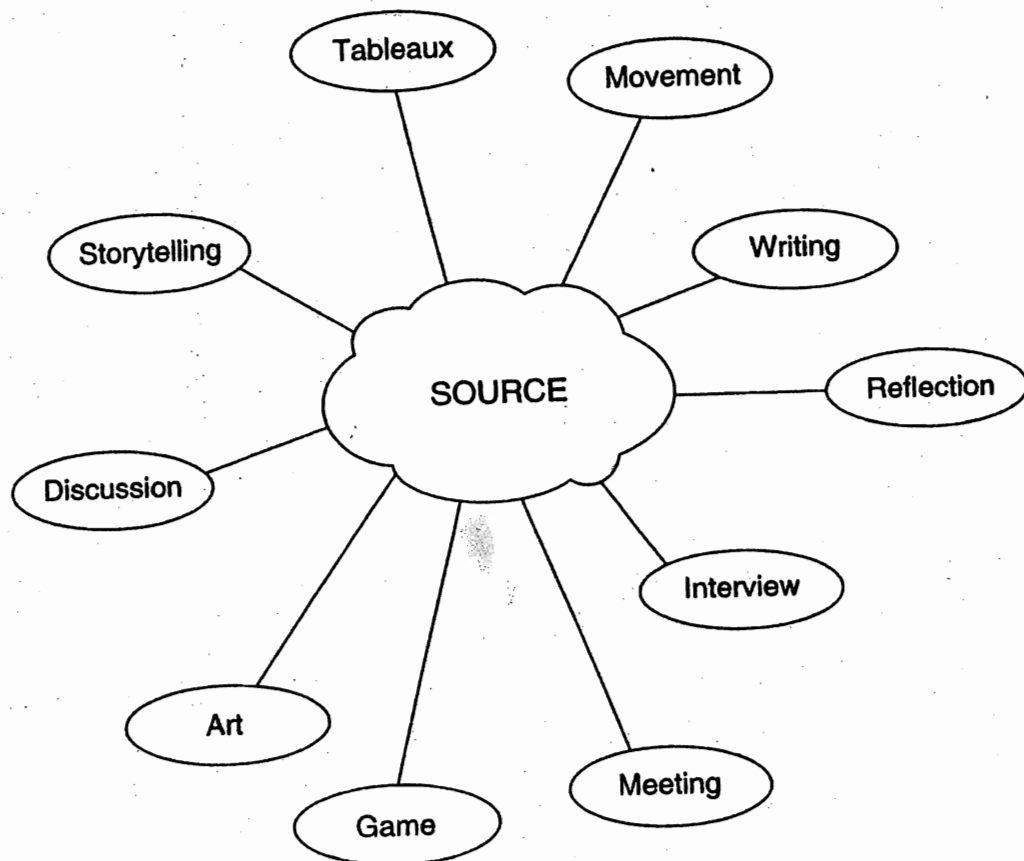 Tableaux
Movement
Storytelling
Writing
SOURCE
Reflection
Discussion
Interview
Art
Meeting
Game